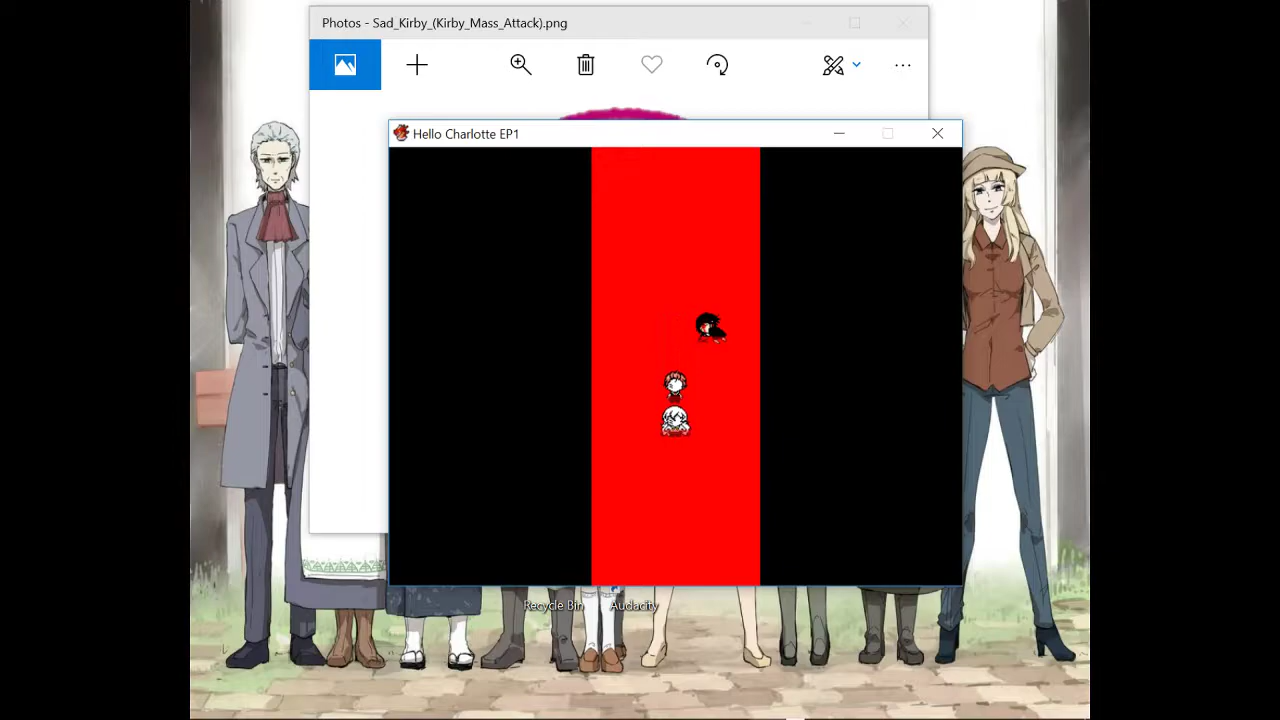 Photos - Sad_Kirby_(Kirby_Mass_Attack).png
Hello Charlotte EP1
Recycle Bin
Audacity